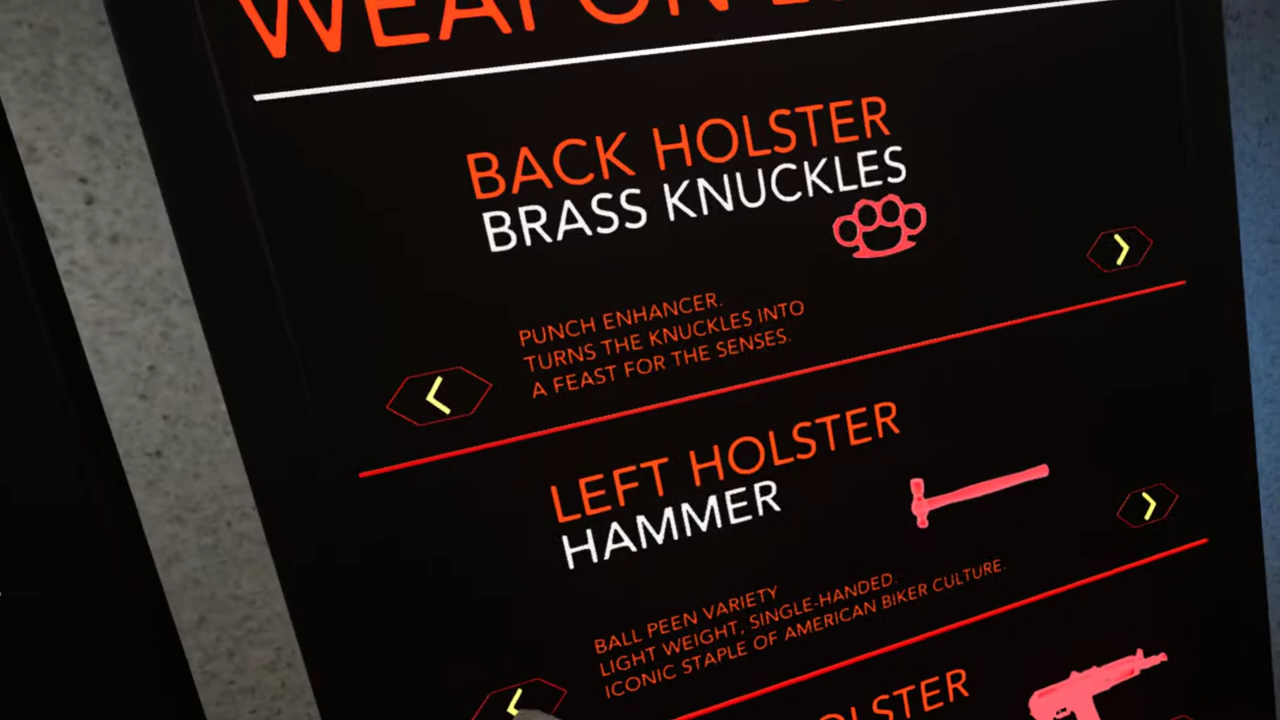 WEAPON
BACK HOLSTER
BRASS KNUCKLES
PUNCH ENHANCER.
TURNS THE KNUCKLES INTO
A FEAST FOR THE SENSES.
LEFT HOLSTER
HAMMER
BALL PEEN VARIETY
LIGHT WEIGHT, SINGLE-HANDED.
ICONIC STAPLE OF AMERICAN BIKER CULTURE.